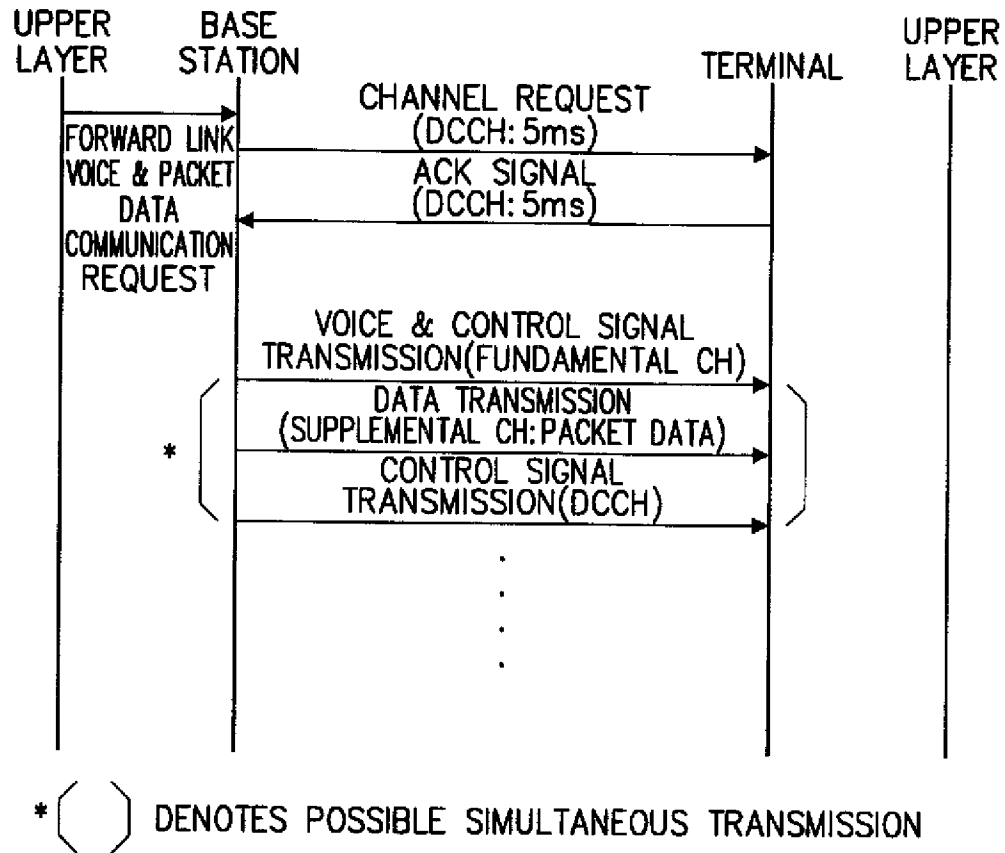 UPPER
LAYER
BASE
STATION
TERMINAL
UPPER
LAYER
CHANNEL REQUEST
(DCCH: 5ms)
FORWARD LINK
VOICE & PACKET
DATA
COMMUNICATION
REQUEST
ACK SIGNAL
(DCCH: 5ms)
VOICE & CONTROL SIGNAL
TRANSMISSION(FUNDAMENTAL CH)
DATA TRANSMISSION
(SUPPLEMENTAL CH: PACKET DATA)
*
CONTROL SIGNAL
TRANSMISSION(DCCH)
*( ) DENOTES POSSIBLE SIMULTANEOUS TRANSMISSION